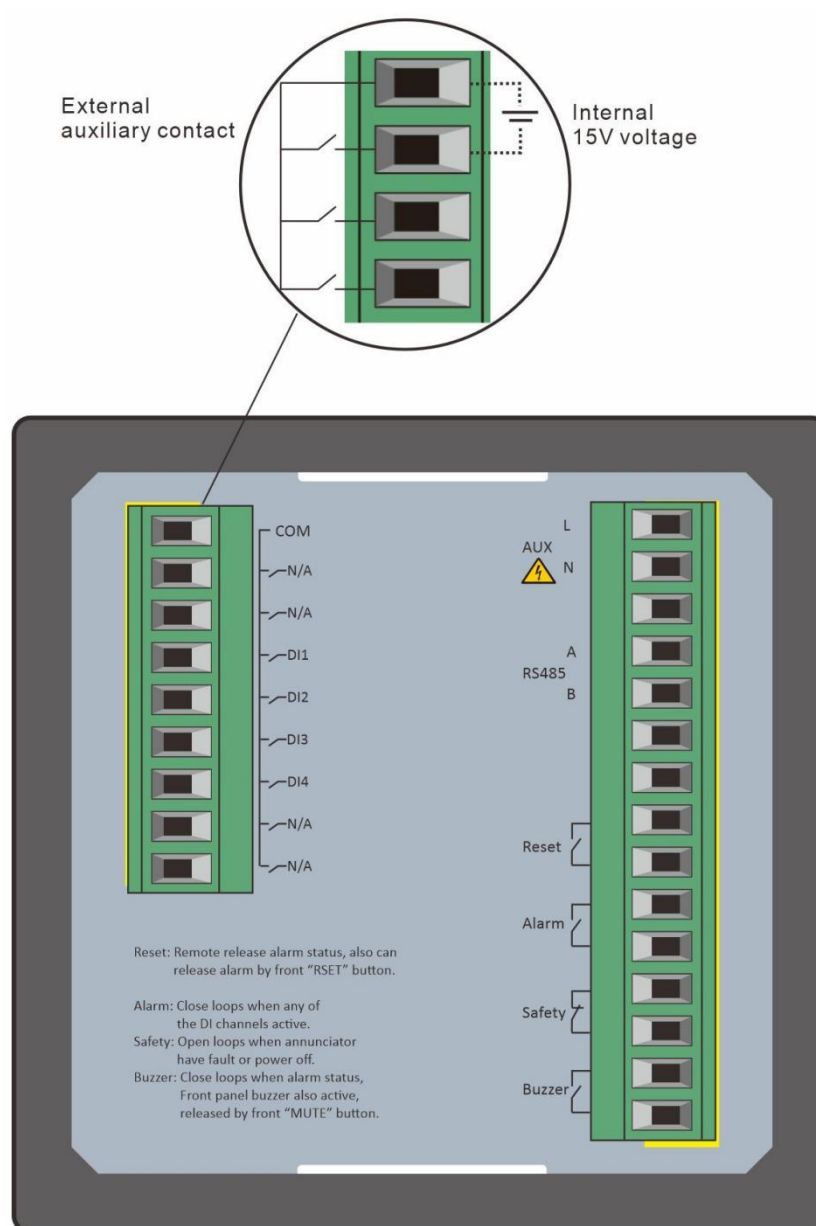 External
auxiliary contact
Internal
15V voltage
COM
N/A
N/A
DI1
DI2
DI3
DI4
N/A
N/A
L
AUX
N
A
RS485
B
Reset
Alarm
Safety
Buzzer
Reset: Remote release alarm status, also can
release alarm by front “RSET” button.
Alarm: Close loops when any of
the DI channels active.
Safety: Open loops when annunciator
have fault or power off.
Buzzer: Close loops when alarm status,
Front panel buzzer also active,
released by front “MUTE” button.